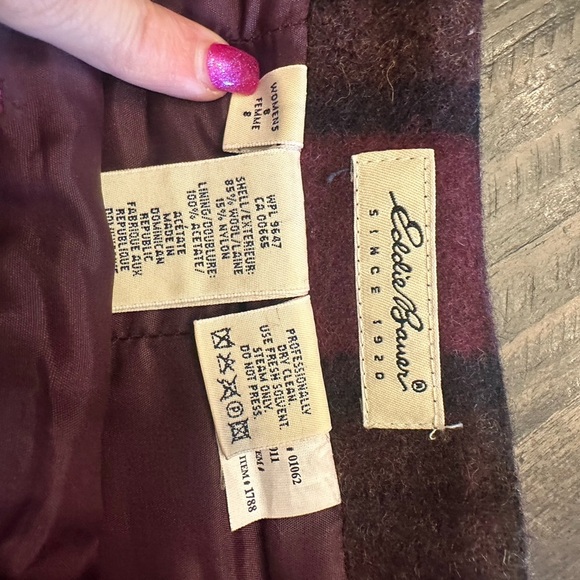 WOMENS
8
FEMME
8
WPL 9647
CA 00665
SHELL/EXTERIEUR:
85% WOOL/LAINE
15% NYLON
LINING/DOUBLURE:
100% ACETATE/
ACETATE
MADE IN
DOMINICAN
REPUBLIC
FABRIQUE AUX
PROFESSIONALLY
DRY CLEAN.
USE FRESH SOLVENT.
STEAM ONLY.
DO NOT PRESS.
P
# 01062
911
ITEM# 1788
Eddie Bauer®
SINCE 1920